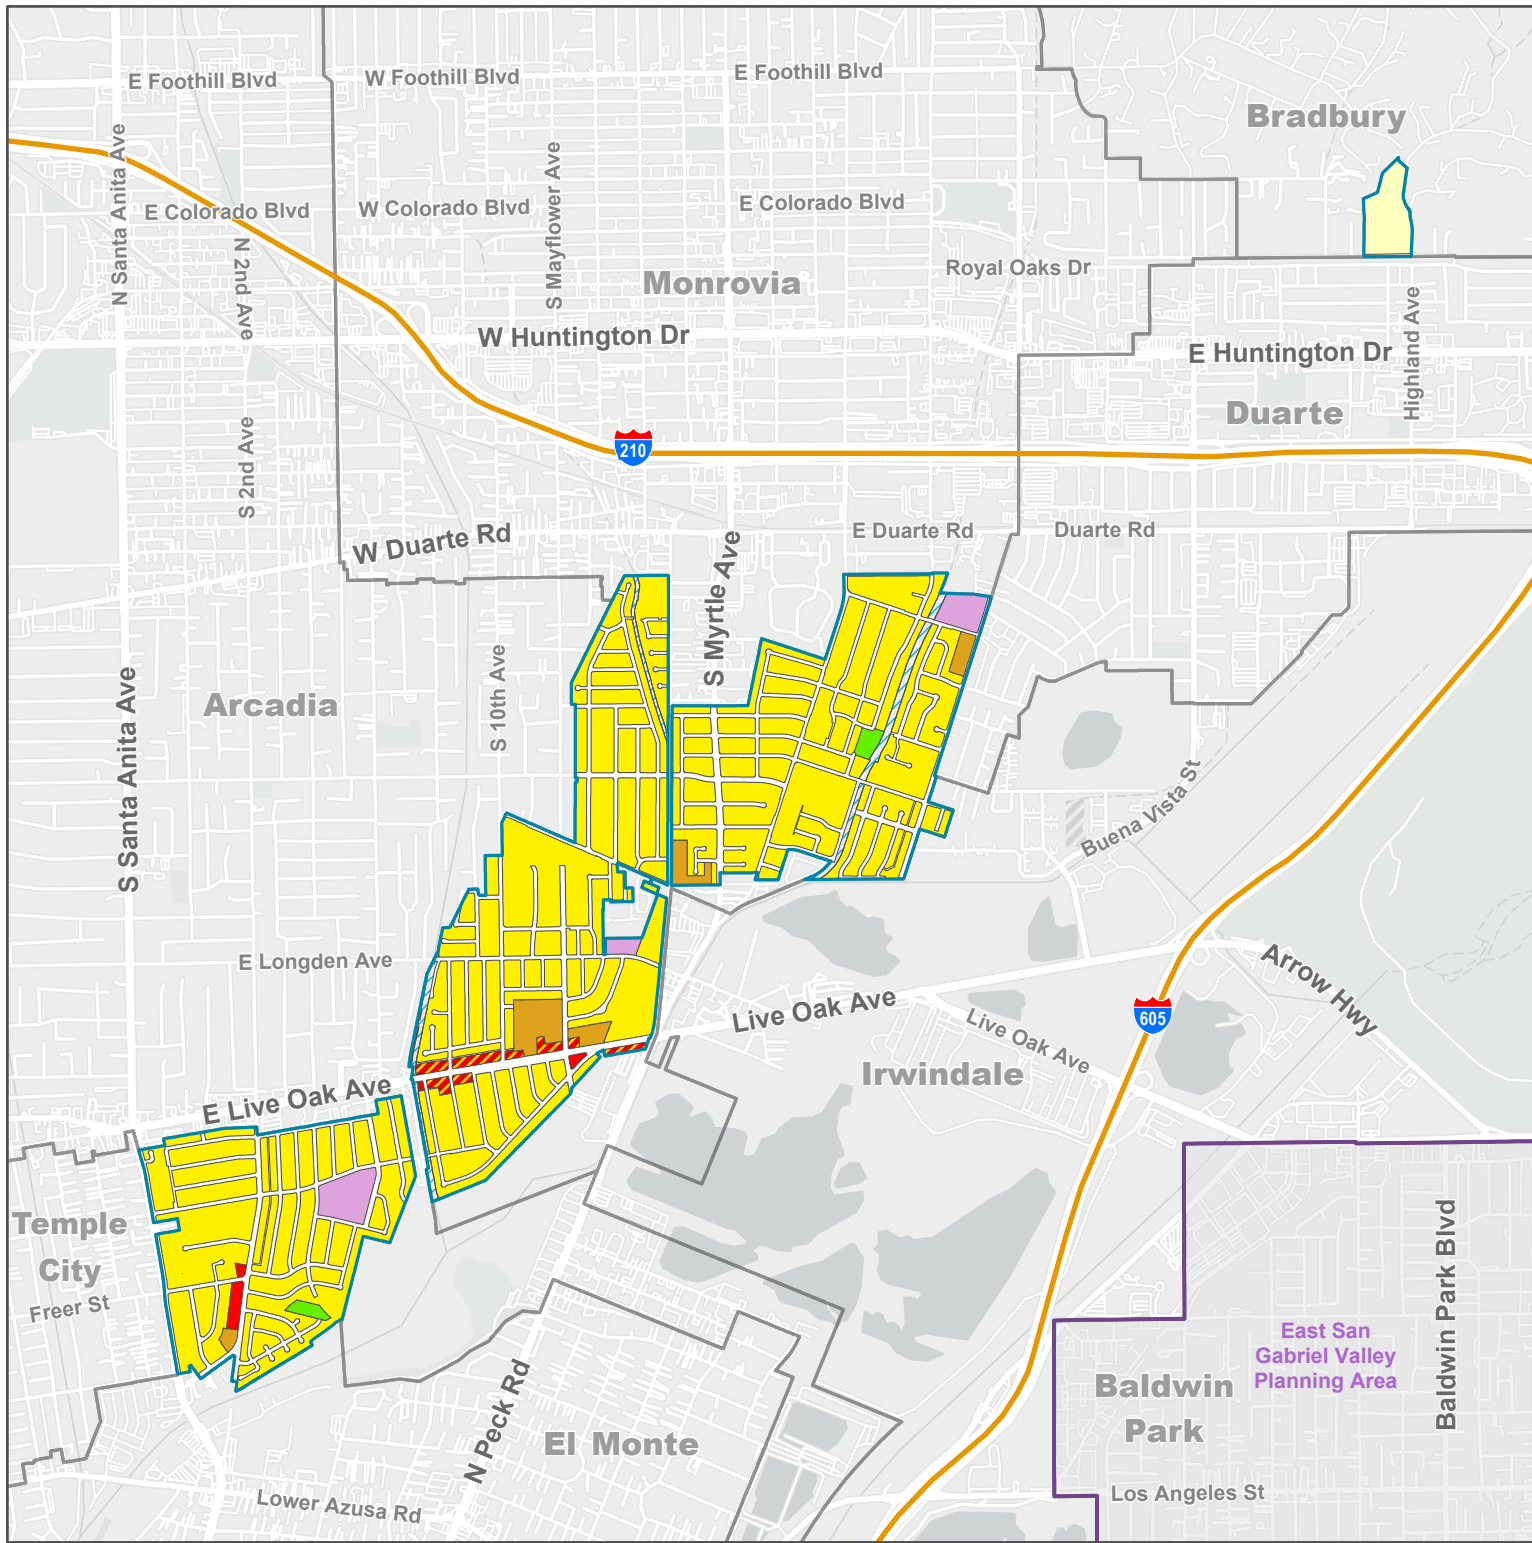 E Foothill Blvd
W Foothill Blvd
E Foothill Blvd
Bradbury
N Santa Anita Ave
S Mayflower Ave
E Colorado Blvd
W Colorado Blvd
E Colorado Blvd
N 2nd Ave
Monrovia
Royal Oaks Dr
Highland Ave
W Huntington Dr
E Huntington Dr
Duarte
S 2nd Ave
210
W Duarte Rd
E Duarte Rd
Duarte Rd
S Myrtle Ave
S Santa Anita Ave
Arcadia
S 10th Ave
Buena Vista St
E Longden Ave
Arrow Hwy
Live Oak Ave
Live Oak Ave
605
Irwindale
E Live Oak Ave
Temple
City
Freer St
Baldwin Park Blvd
East San
Gabriel Valley
Planning Area
Baldwin
Park
N Peck Rd
El Monte
Los Angeles St
Lower Azusa Rd